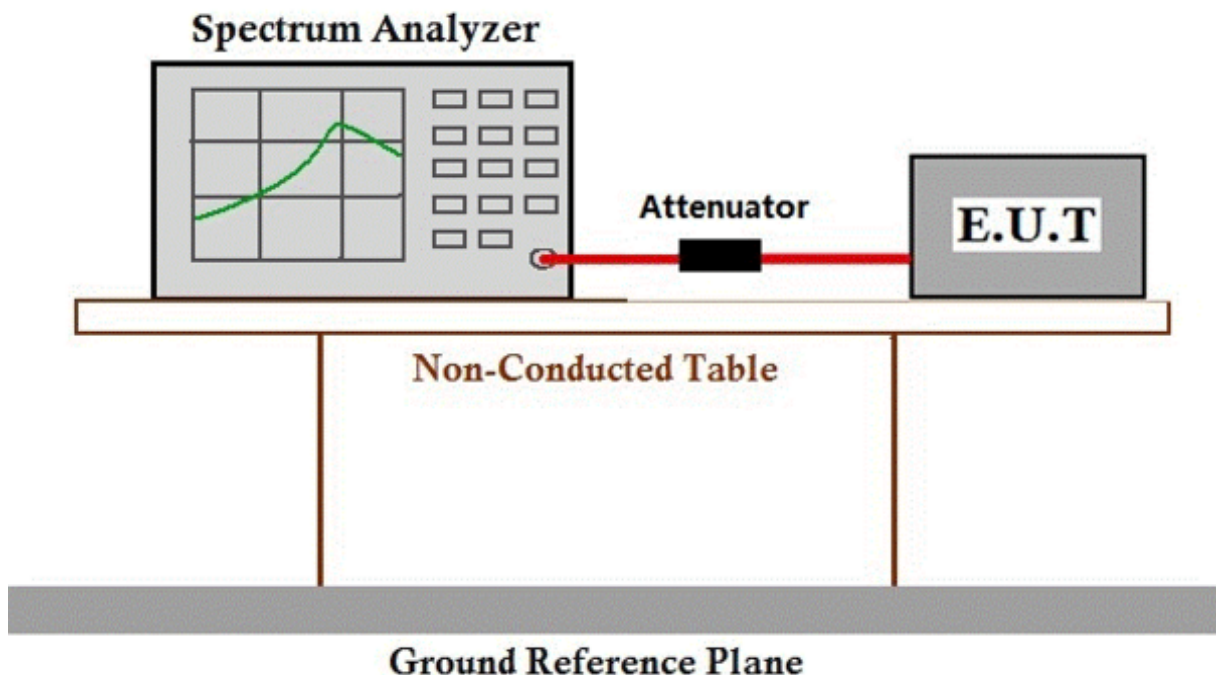 Spectrum Analyzer
Attenuator
E.U.T
Non-Conducted Table
Ground Reference Plane